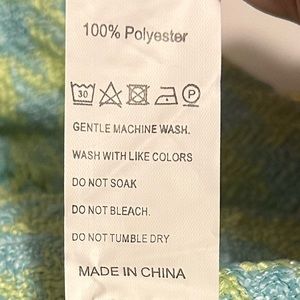 100% Polyester
30 P
GENTLE MACHINE WASH.
WASH WITH LIKE COLORS
DO NOT SOAK
DO NOT BLEACH.
DO NOT TUMBLE DRY
MADE IN CHINA